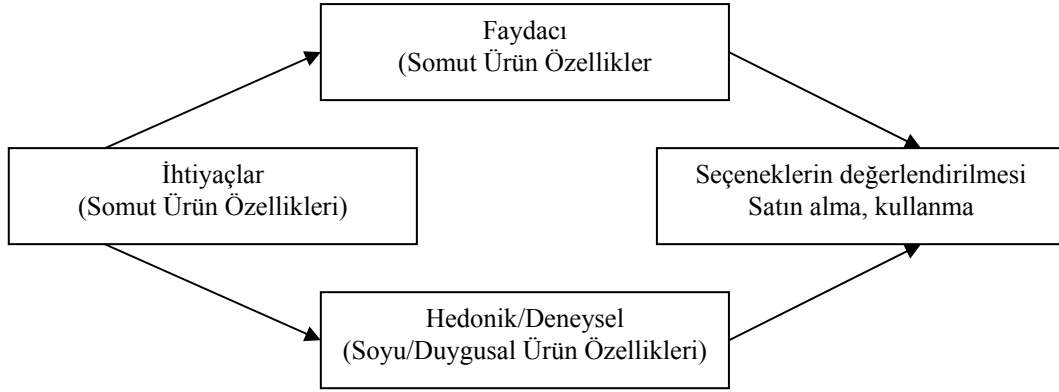 Faydacı
(Somut Ürün Özellikler
İhtiyaçlar
(Somut Ürün Özellikleri)
Seçeneklerin değerlendirilmesi
Satın alma, kullanma
Hedonik/Deneysel
(Soyu/Duygusal Ürün Özellikleri)